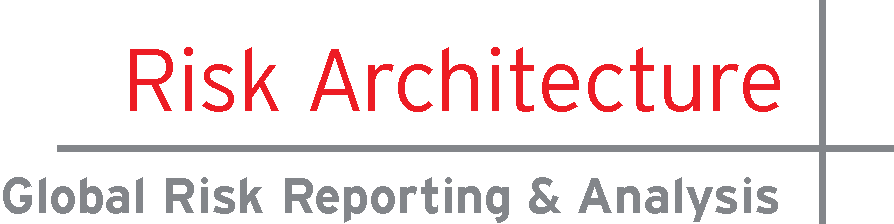 Risk Architecture
Global Risk Reporting & Analysis